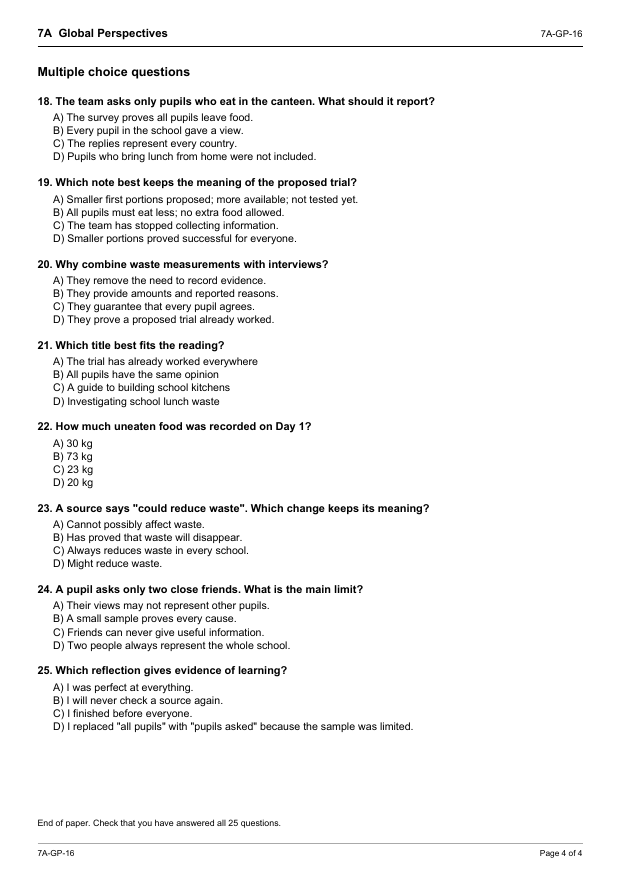 7A Global Perspectives
7A-GP-16
Multiple choice questions
18. The team asks only pupils who eat in the canteen. What should it report?
A) The survey proves all pupils leave food.
B) Every pupil in the school gave a view.
C) The replies represent every country.
D) Pupils who bring lunch from home were not included.
19. Which note best keeps the meaning of the proposed trial?
A) Smaller first portions proposed; more available; not tested yet.
B) All pupils must eat less; no extra food allowed.
C) The team has stopped collecting information.
D) Smaller portions proved successful for everyone.
20. Why combine waste measurements with interviews?
A) They remove the need to record evidence.
B) They provide amounts and reported reasons.
C) They guarantee that every pupil agrees.
D) They prove a proposed trial already worked.
21. Which title best fits the reading?
A) The trial has already worked everywhere
B) All pupils have the same opinion
C) A guide to building school kitchens
D) Investigating school lunch waste
22. How much uneaten food was recorded on Day 1?
A) 30 kg
B) 73 kg
C) 23 kg
D) 20 kg
23. A source says "could reduce waste". Which change keeps its meaning?
A) Cannot possibly affect waste.
B) Has proved that waste will disappear.
C) Always reduces waste in every school.
D) Might reduce waste.
24. A pupil asks only two close friends. What is the main limit?
A) Their views may not represent other pupils.
B) A small sample proves every cause.
C) Friends can never give useful information.
D) Two people always represent the whole school.
25. Which reflection gives evidence of learning?
A) I was perfect at everything.
B) I will never check a source again.
C) I finished before everyone.
D) I replaced "all pupils" with "pupils asked" because the sample was limited.
End of paper. Check that you have answered all 25 questions.
7A-GP-16
Page 4 of 4